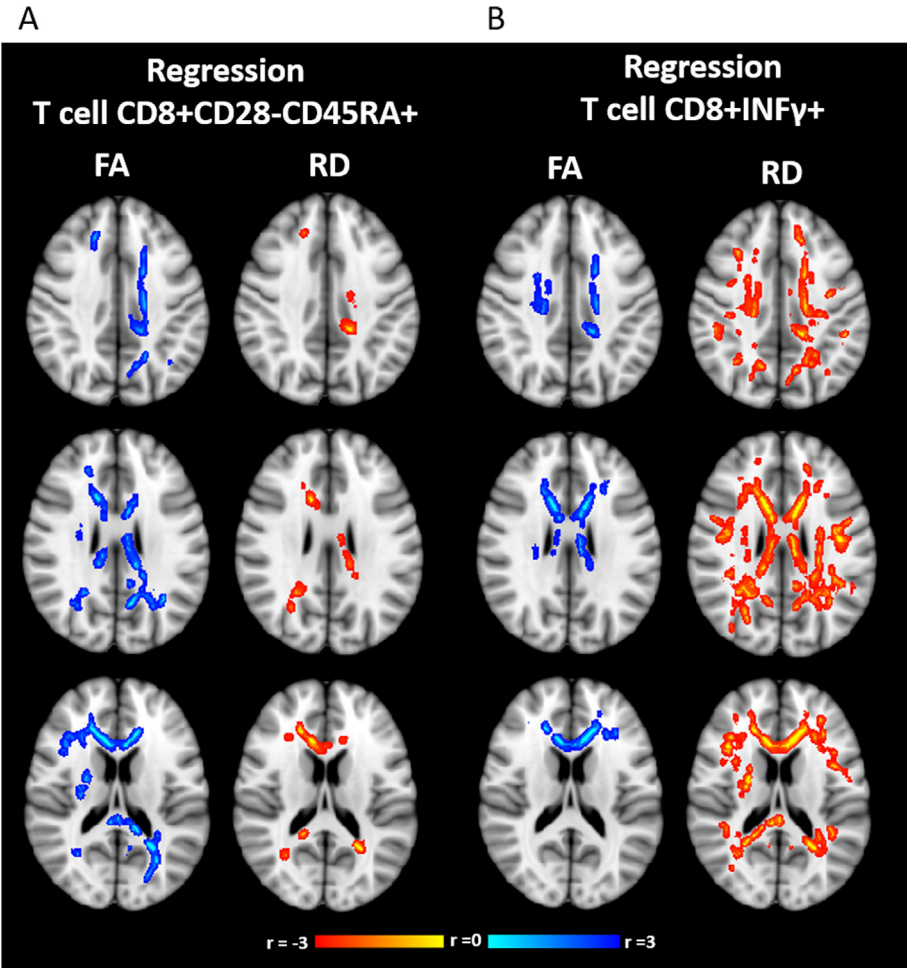 A
B
Regression
T cell CD8+CD28-CD45RA+
FA
RD
Regression
T cell CD8+INFγ+
FA
RD
r = -3
r =0
r =3